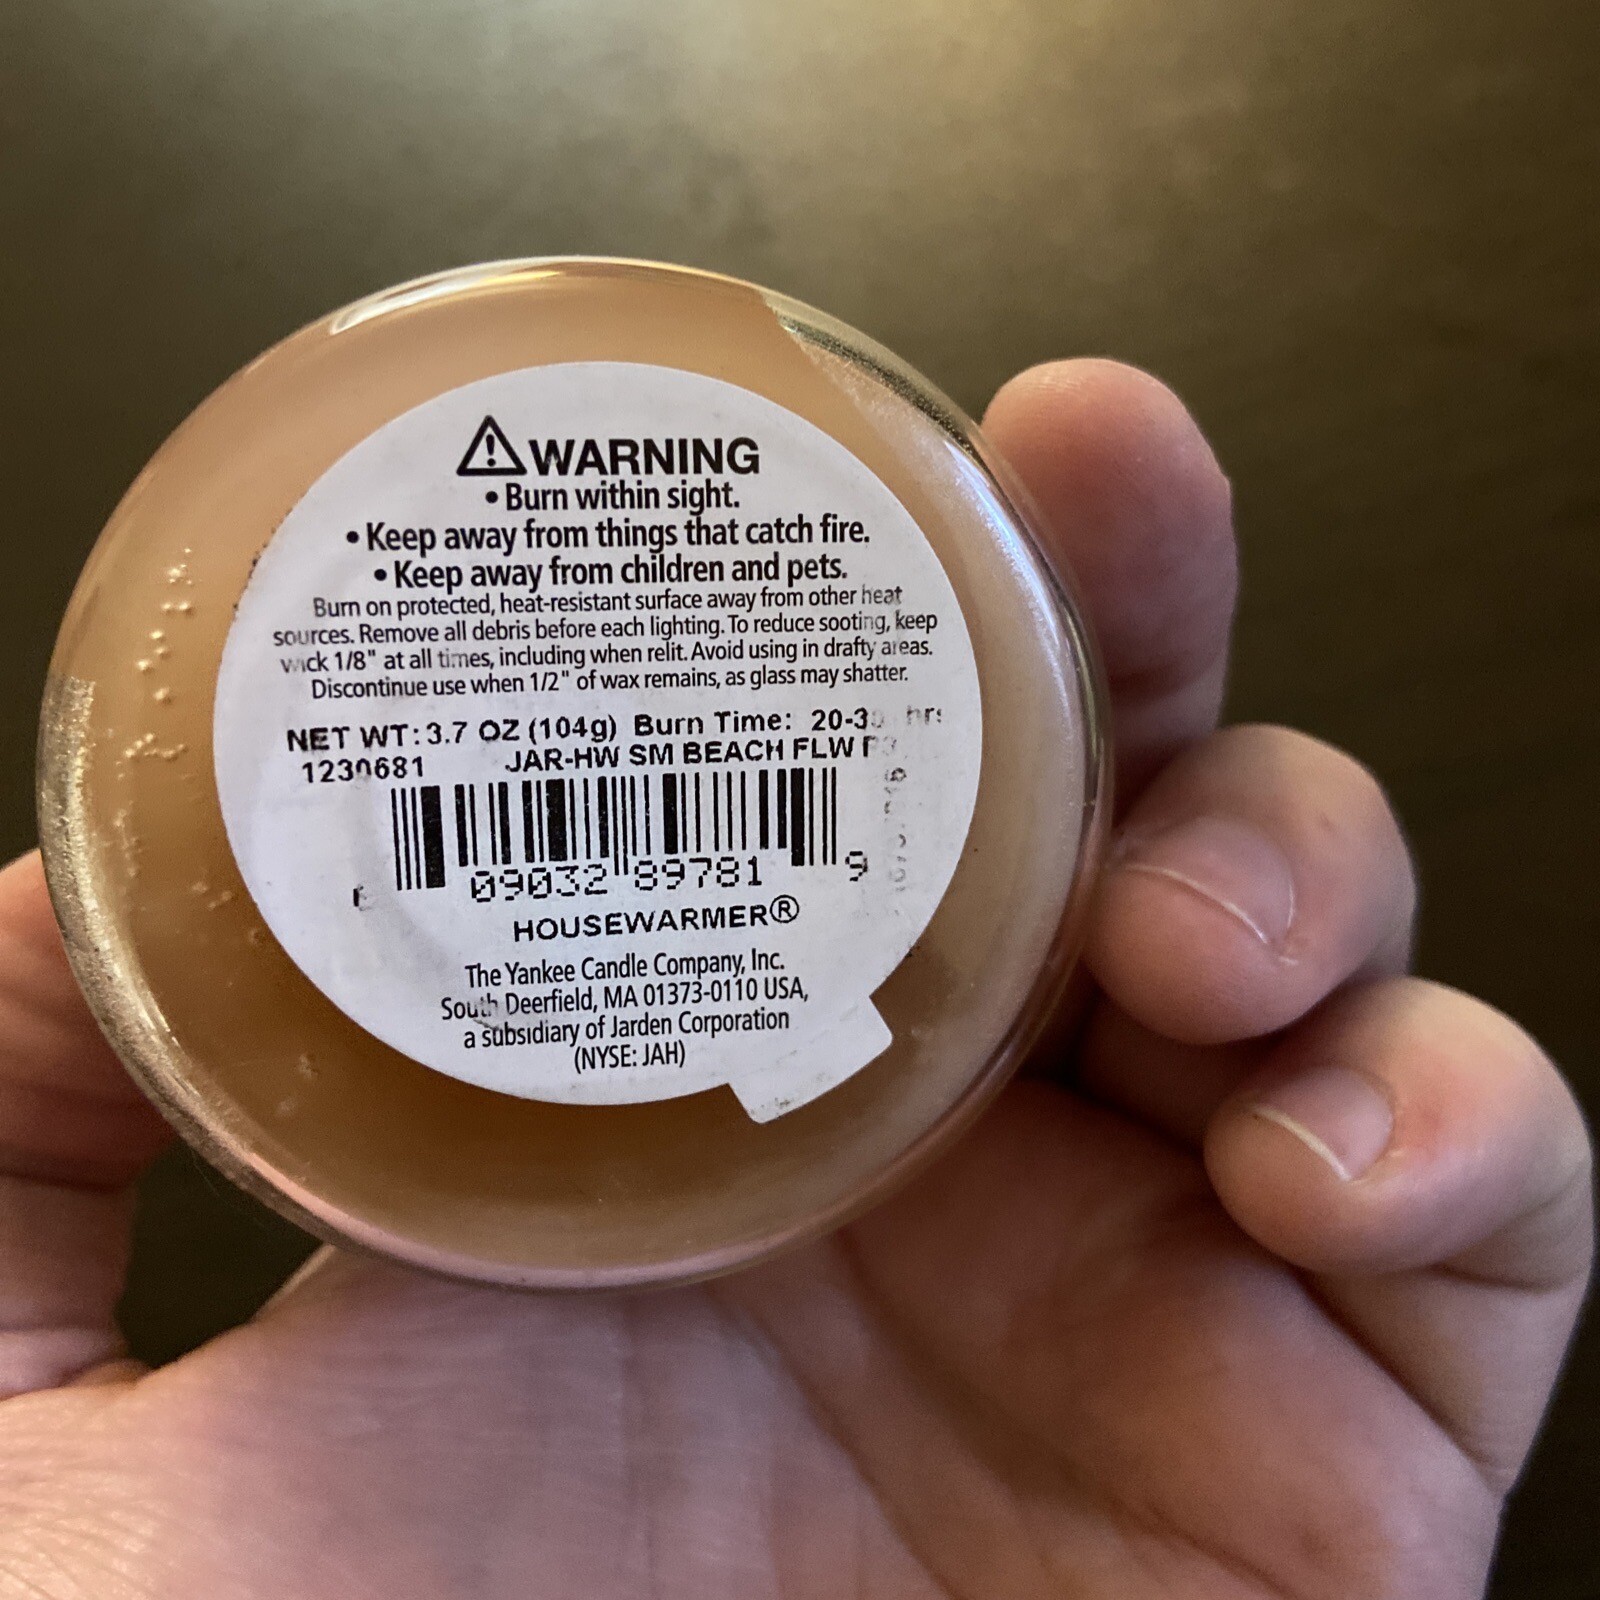 ⚠WARNING
• Burn within sight.
• Keep away from things that catch fire.
• Keep away from children and pets.
Burn on protected, heat-resistant surface away from other heat
sources. Remove all debris before each lighting. To reduce sooting, keep
wick 1/8" at all times, including when relit. Avoid using in drafty areas.
Discontinue use when 1/2" of wax remains, as glass may shatter.
NET WT: 3.7 OZ (104g) Burn Time: 20-30 hrs
1230681 JAR-HW SM BEACH FLW
09032 89781 9
HOUSEWARMER®
The Yankee Candle Company, Inc.
South Deerfield, MA 01373-0110 USA,
a subsidiary of Jarden Corporation
(NYSE: JAH)